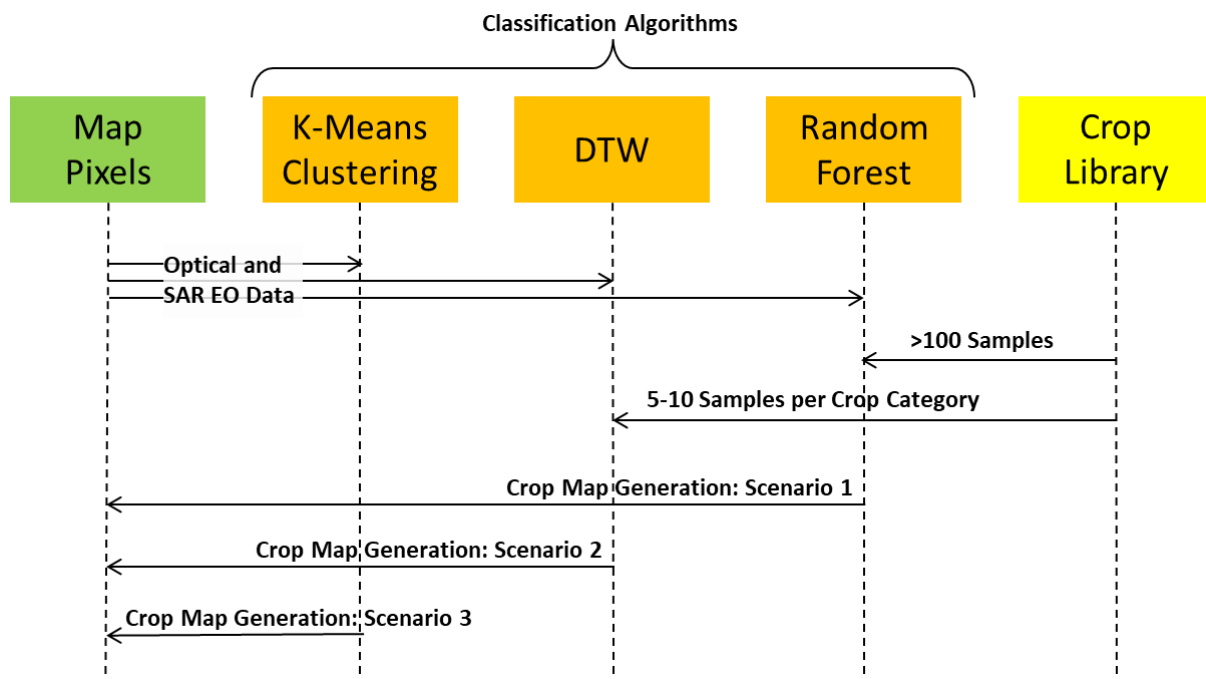 Classification Algorithms
Map
Pixels
K-Means
Clustering
DTW
Random
Forest
Crop
Library
Optical and
SAR EO Data
>100 Samples
5-10 Samples per Crop Category
Crop Map Generation: Scenario 1
Crop Map Generation: Scenario 2
Crop Map Generation: Scenario 3